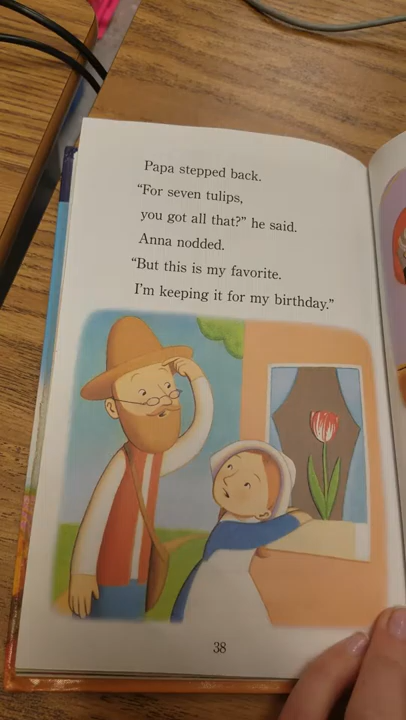 Papa stepped back.
“For seven tulips,
you got all that?” he said.
Anna nodded.
“But this is my favorite.
I’m keeping it for my birthday.”
38